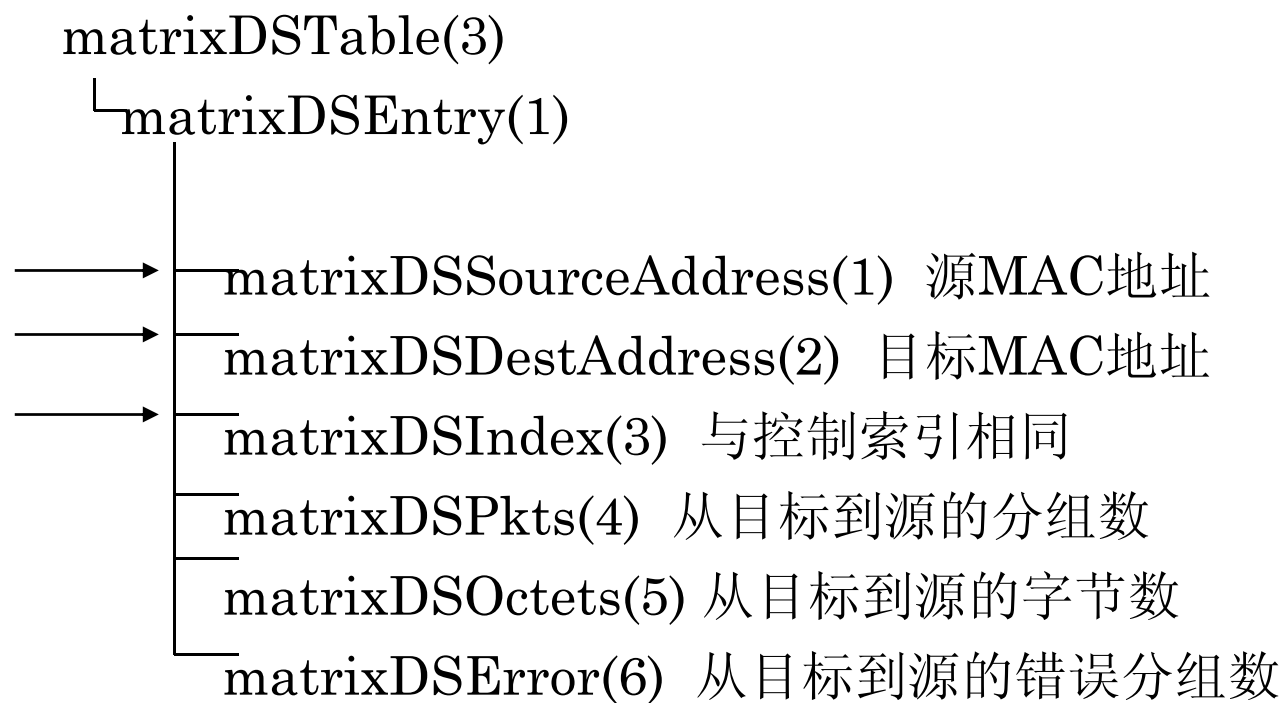 matrixDSTable(3)
matrixDSEntry(1)
matrixDSSourceAddress(1) 源MAC地址
matrixDSDestAddress(2) 目标MAC地址
matrixDSIndex(3) 与控制索引相同
matrixDSPkts(4) 从目标到源的分组数
matrixDSOctets(5) 从目标到源的字节数
matrixDSError(6) 从目标到源的错误分组数